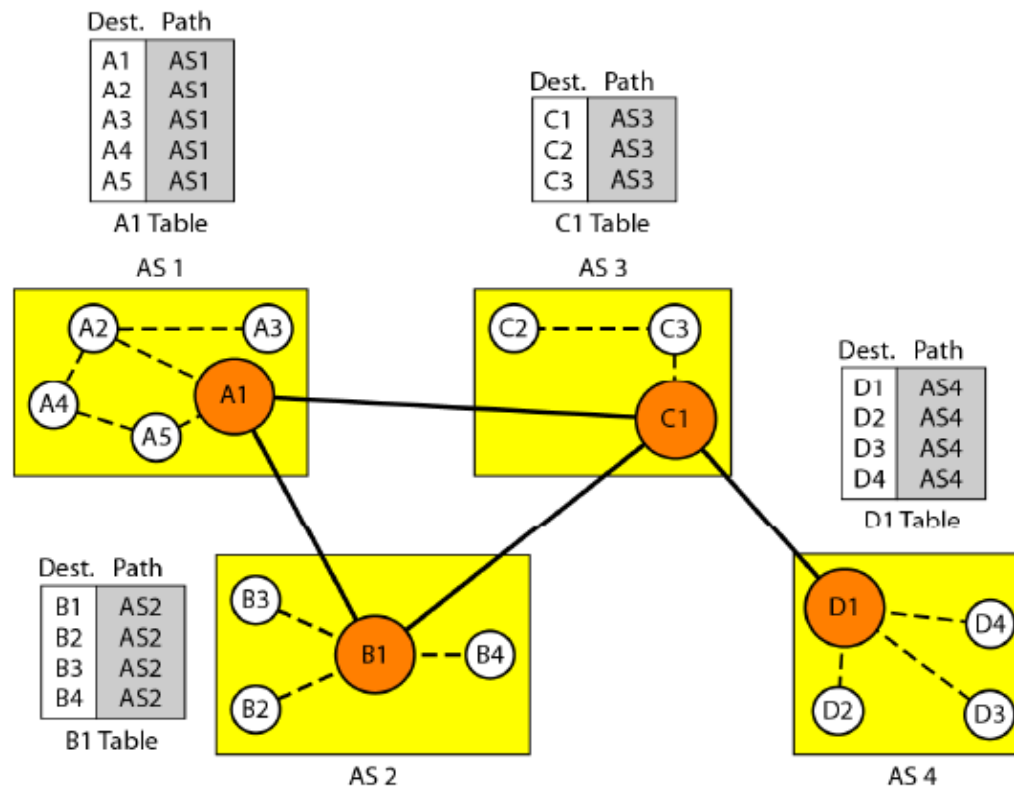 Dest. Path
A1 AS1
A2 AS1
A3 AS1
A4 AS1
A5 AS1
A1 Table
Dest. Path
C1 AS3
C2 AS3
C3 AS3
C1 Table
AS 1
A2
A3
A4
A1
A5
AS 3
C2
C3
C1
Dest. Path
D1 AS4
D2 AS4
D3 AS4
D4 AS4
D1 Table
Dest. Path
B1 AS2
B2 AS2
B3 AS2
B4 AS2
B1 Table
B3
B1
B4
B2
AS 2
D1
D4
D2
D3
AS 4